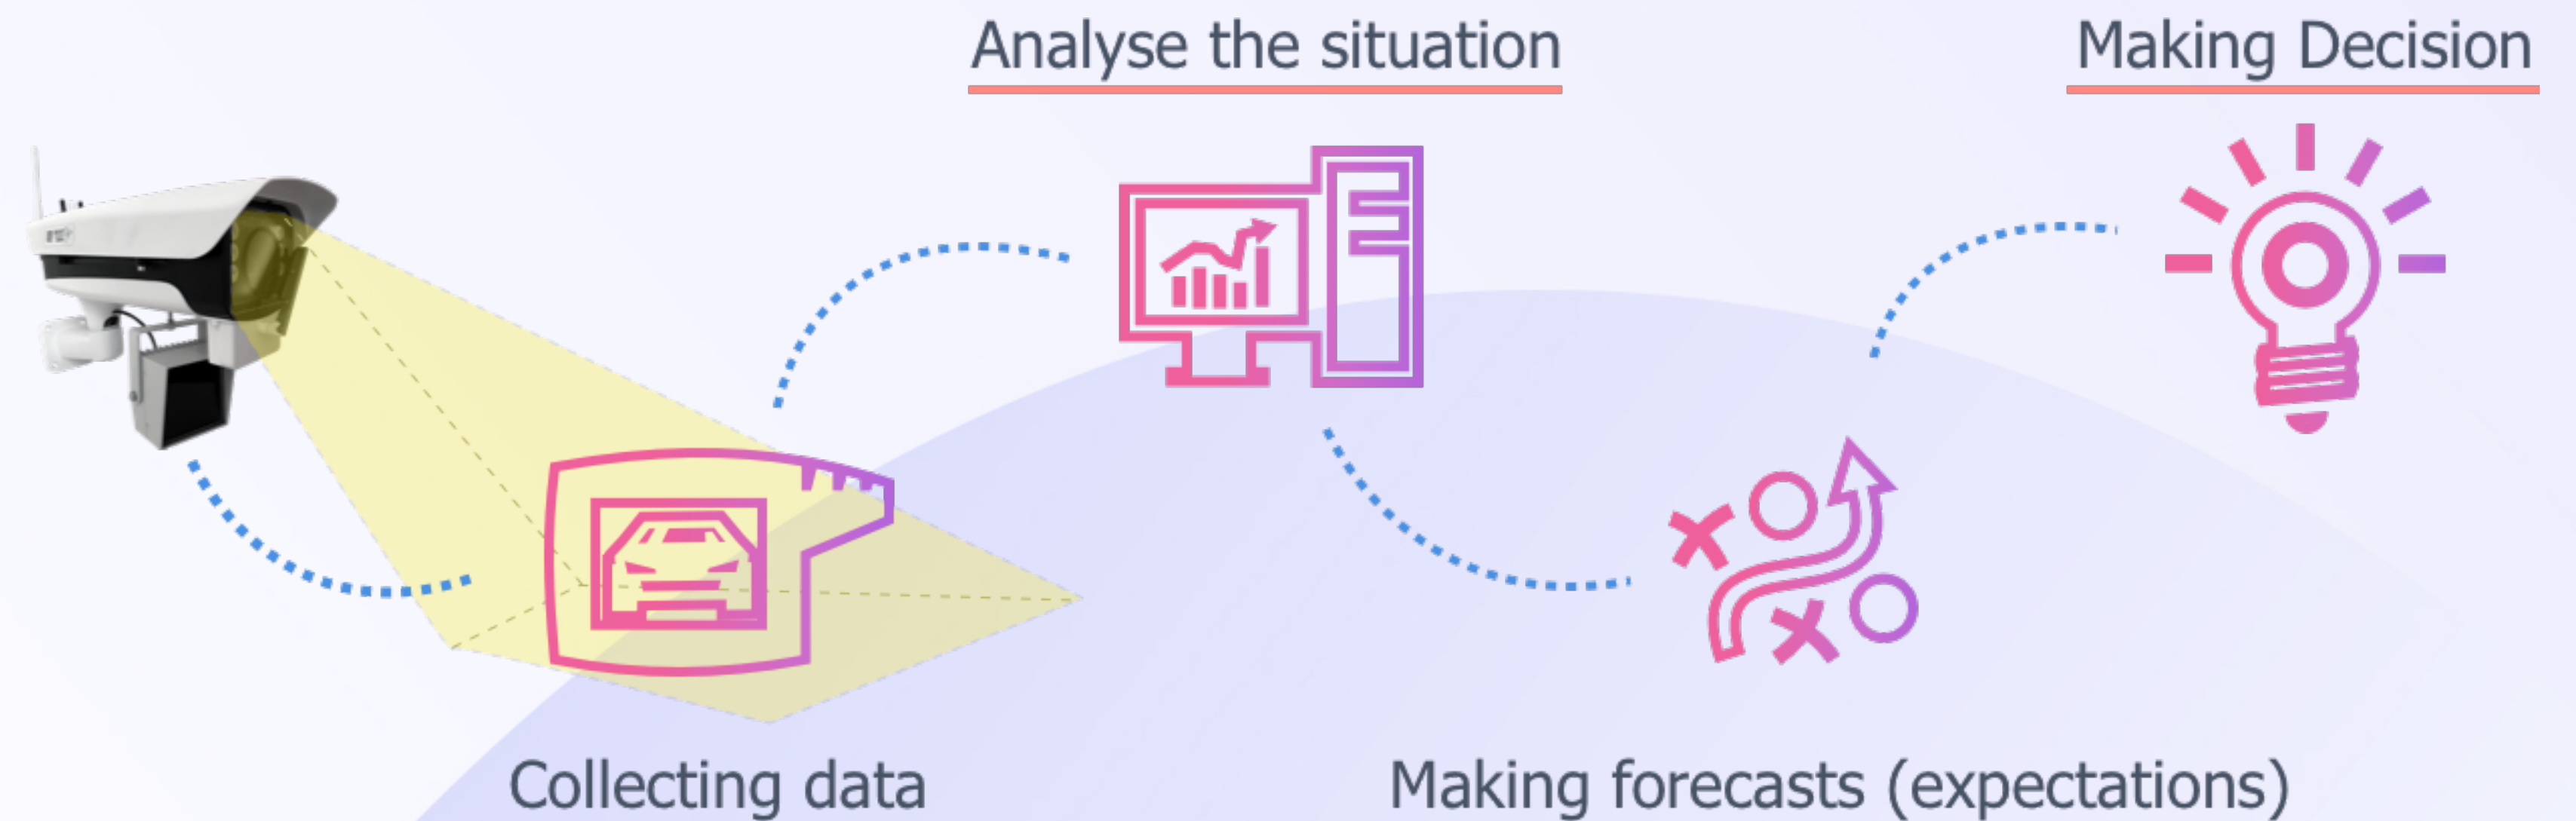 Analyse the situation
Making Decision
Collecting data
Making forecasts (expectations)